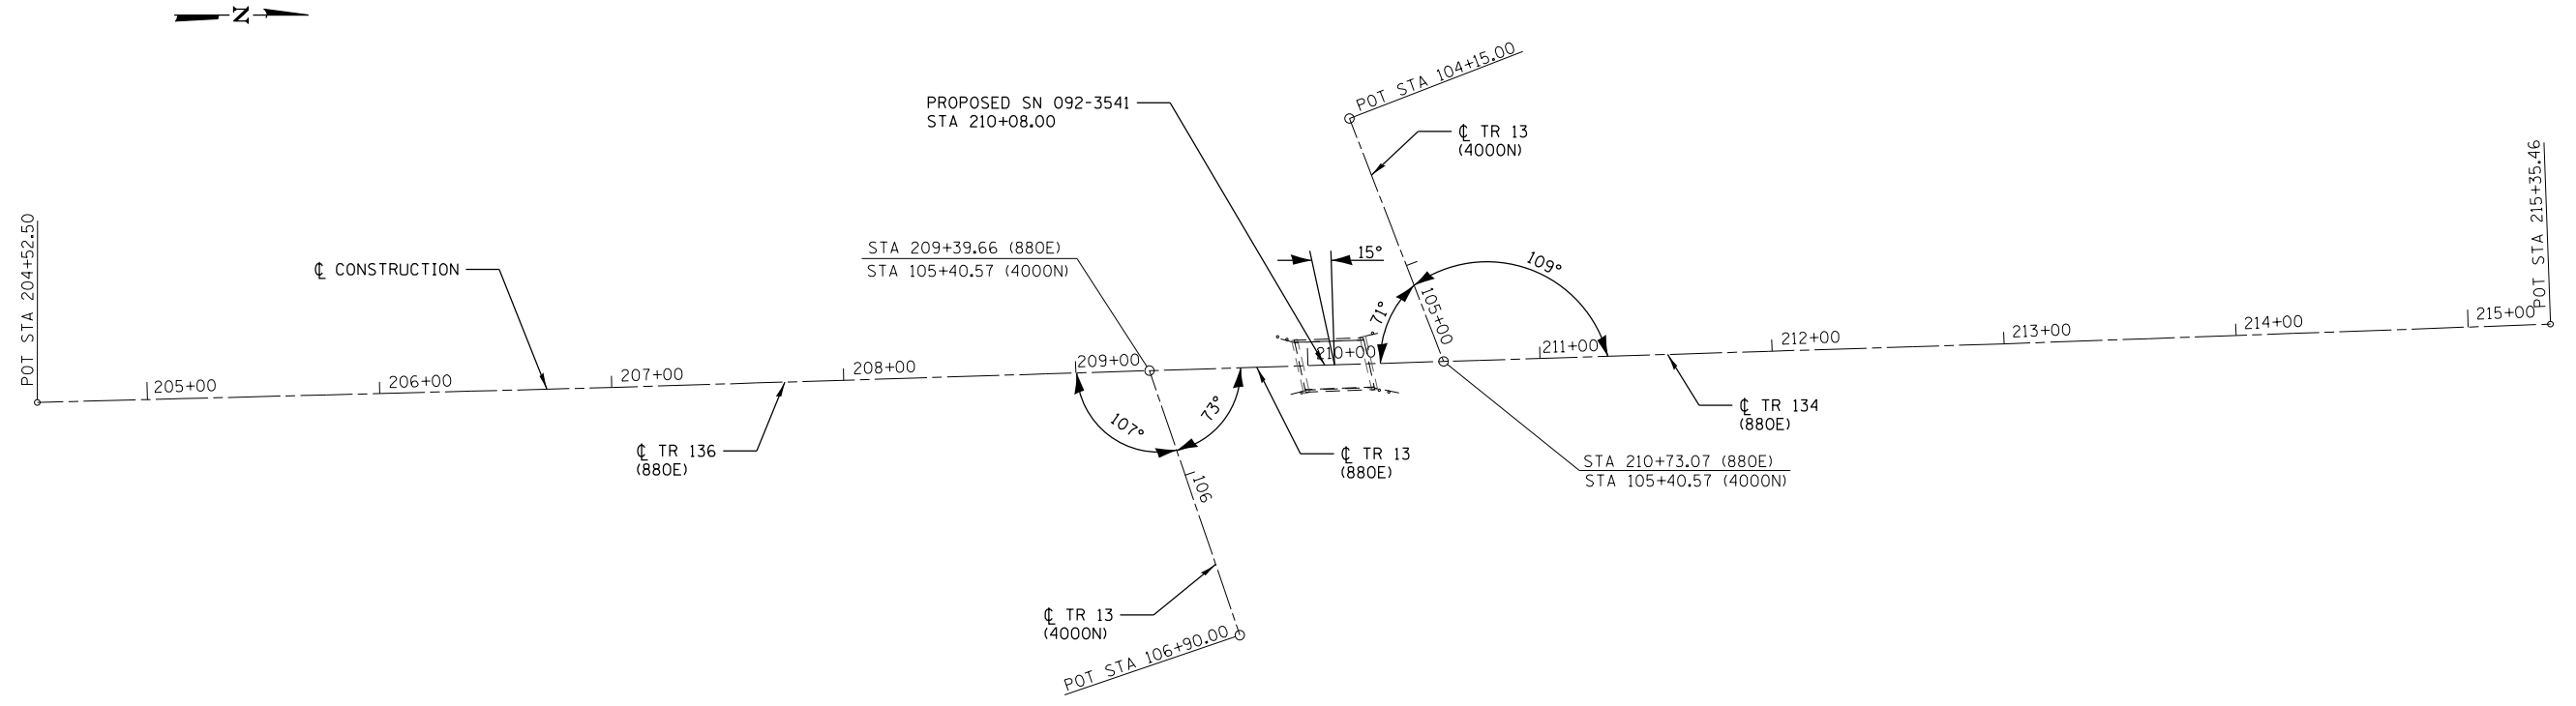 N
POT STA 104+15.00
PROPOSED SN 092-3541
STA 210+08.00
℄ TR 13
(4000N)
POT STA 204+52.50
POT STA 215+35.46
℄ CONSTRUCTION
STA 209+39.66 (880E)
STA 105+40.57 (4000N)
15°
109°
71°
105+00
205+00
206+00
207+00
208+00
209+00
210+00
211+00
212+00
213+00
214+00
215+00
107°
73°
℄ TR 136
(880E)
℄ TR 13
(880E)
℄ TR 134
(880E)
STA 210+73.07 (880E)
STA 105+40.57 (4000N)
106
℄ TR 13
(4000N)
POT STA 106+90.00